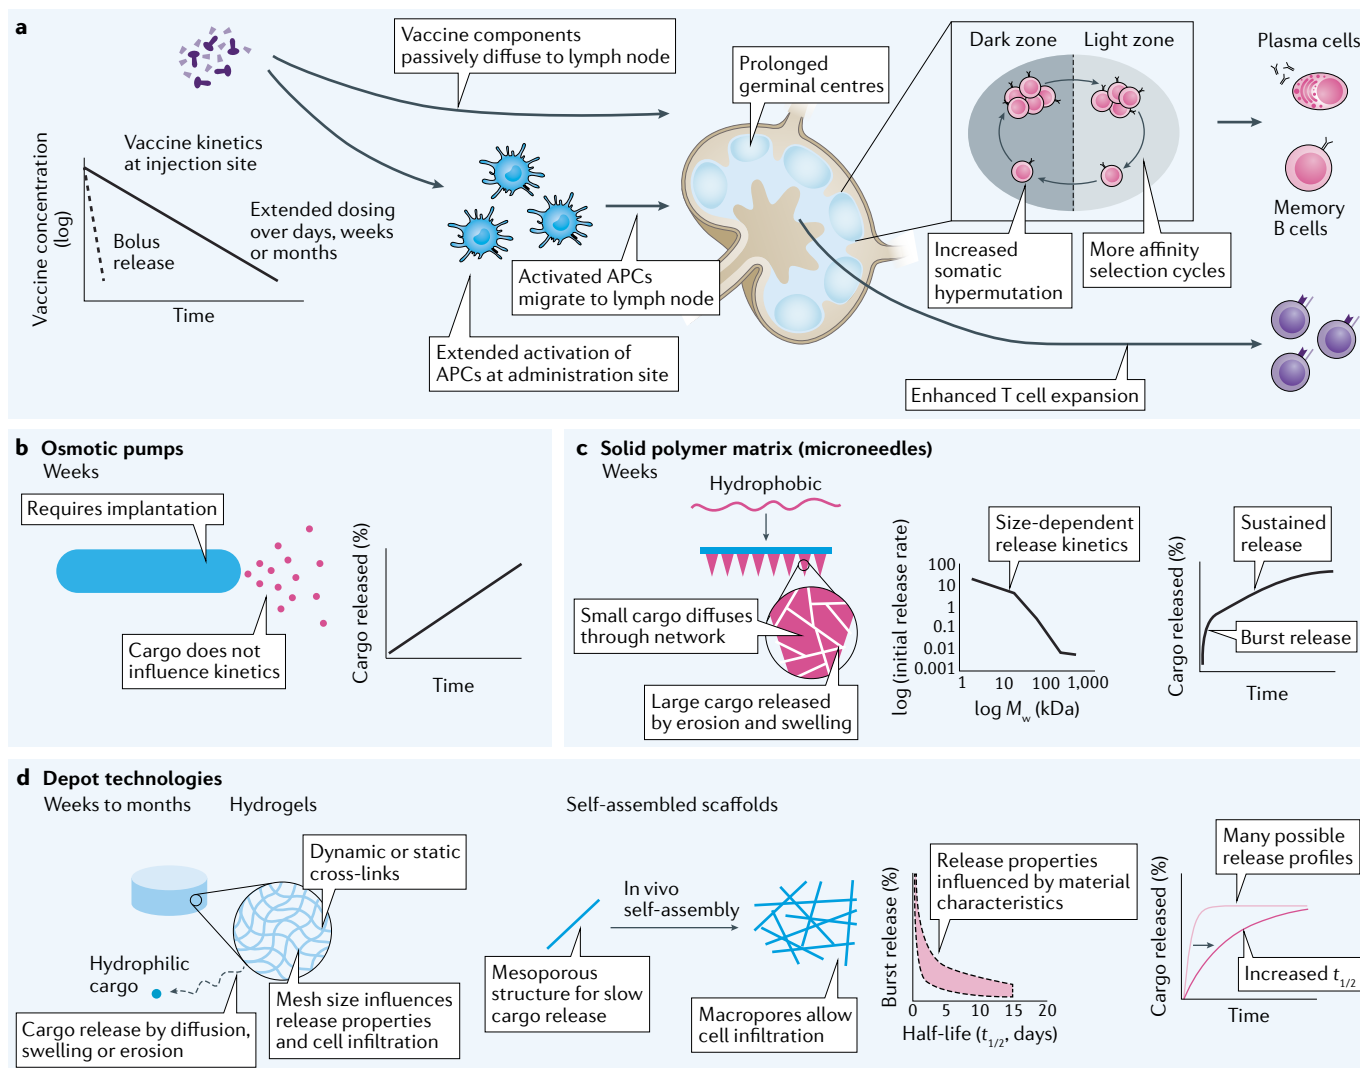 a
Vaccine components
passively diffuse to lymph node
Prolonged
germinal centres
Dark zone
Light zone
Plasma cells
Vaccine kinetics
at injection site
Vaccine concentration
(log)
Bolus
release
Extended dosing
over days, weeks
or months
Time
Activated APCs
migrate to lymph node
Extended activation of
APCs at administration site
Increased
somatic
hypermutation
More affinity
selection cycles
Memory
B cells
Enhanced T cell expansion
b Osmotic pumps
Weeks
Requires implantation
Cargo does not
influence kinetics
Cargo released (%)
Time
c Solid polymer matrix (microneedles)
Weeks
Hydrophobic
Small cargo diffuses
through network
Large cargo released
by erosion and swelling
log (initial release rate)
100
10
1
0.1
0.01
0.001
Size-dependent
release kinetics
1 10 100 1,000
log Mw (kDa)
Cargo released (%)
Sustained
release
Burst release
Time
d Depot technologies
Weeks to months
Hydrogels
Dynamic or static
cross-links
Hydrophilic
cargo
Cargo release by diffusion,
swelling or erosion
Mesh size influences
release properties
and cell infiltration
Self-assembled scaffolds
In vivo
self-assembly
Mesoporous
structure for slow
cargo release
Macropores allow
cell infiltration
Burst release (%)
Release properties
influenced by material
characteristics
0 5 10 15 20
Half-life (t1/2, days)
Cargo released (%)
Many possible
release profiles
Increased t1/2
Time